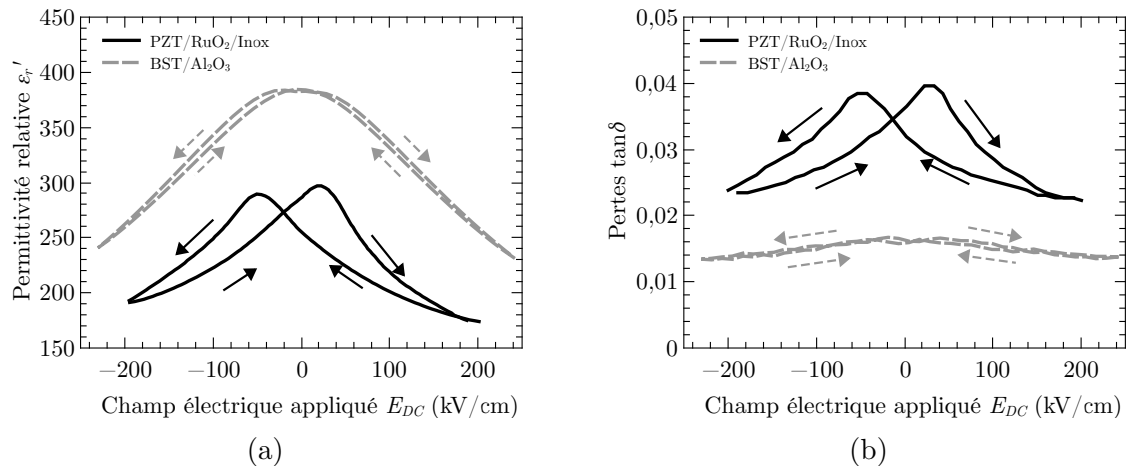 450
400
350
300
250
200
150
Permittivité relative εr′
PZT/RuO₂/Inox
BST/Al₂O₃
−200 −100 0 100 200
Champ électrique appliqué E_DC (kV/cm)
(a)
0,05
0.04
0.03
0.02
0.01
0
Pertes tanδ
PZT/RuO₂/Inox
BST/Al₂O₃
−200 −100 0 100 200
Champ électrique appliqué E_DC (kV/cm)
(b)